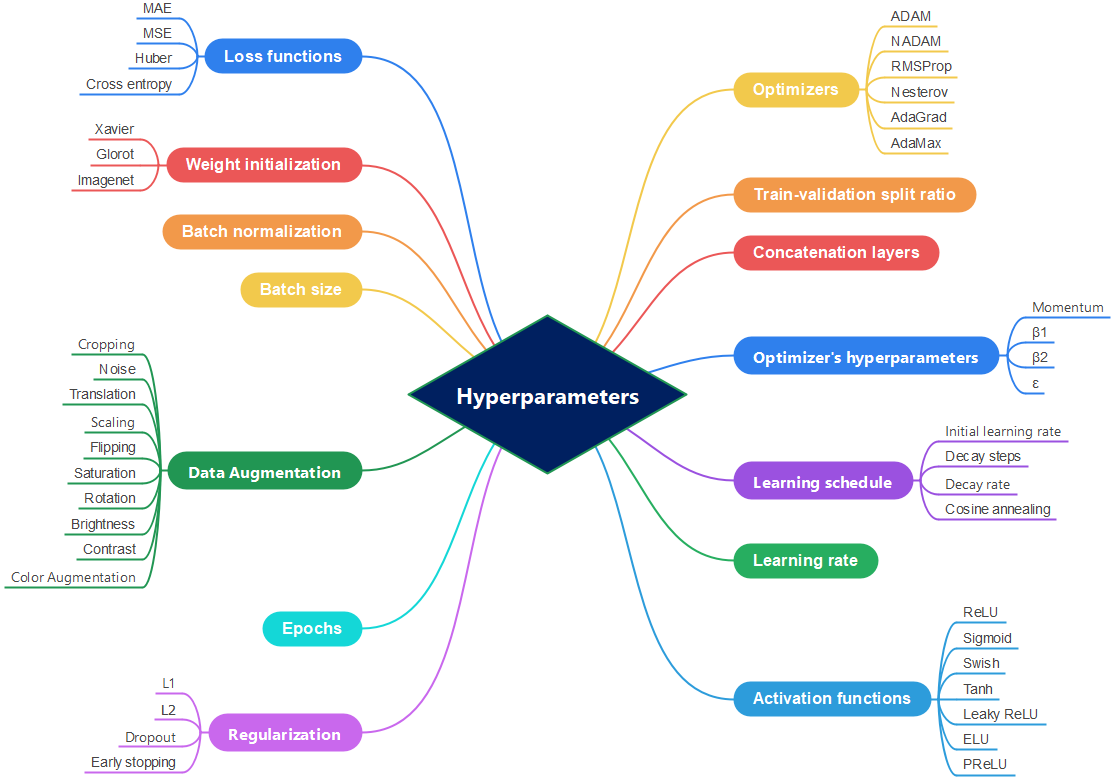 Hyperparameters
Loss functions
MAE
MSE
Huber
Cross entropy
Weight initialization
Xavier
Glorot
Imagenet
Batch normalization
Batch size
Data Augmentation
Cropping
Noise
Translation
Scaling
Flipping
Saturation
Rotation
Brightness
Contrast
Color Augmentation
Epochs
Regularization
L1
L2
Dropout
Early stopping
Optimizers
ADAM
NADAM
RMSProp
Nesterov
AdaGrad
AdaMax
Train-validation split ratio
Concatenation layers
Optimizer's hyperparameters
Momentum
β1
β2
ε
Learning schedule
Initial learning rate
Decay steps
Decay rate
Cosine annealing
Learning rate
Activation functions
ReLU
Sigmoid
Swish
Tanh
Leaky ReLU
ELU
PReLU